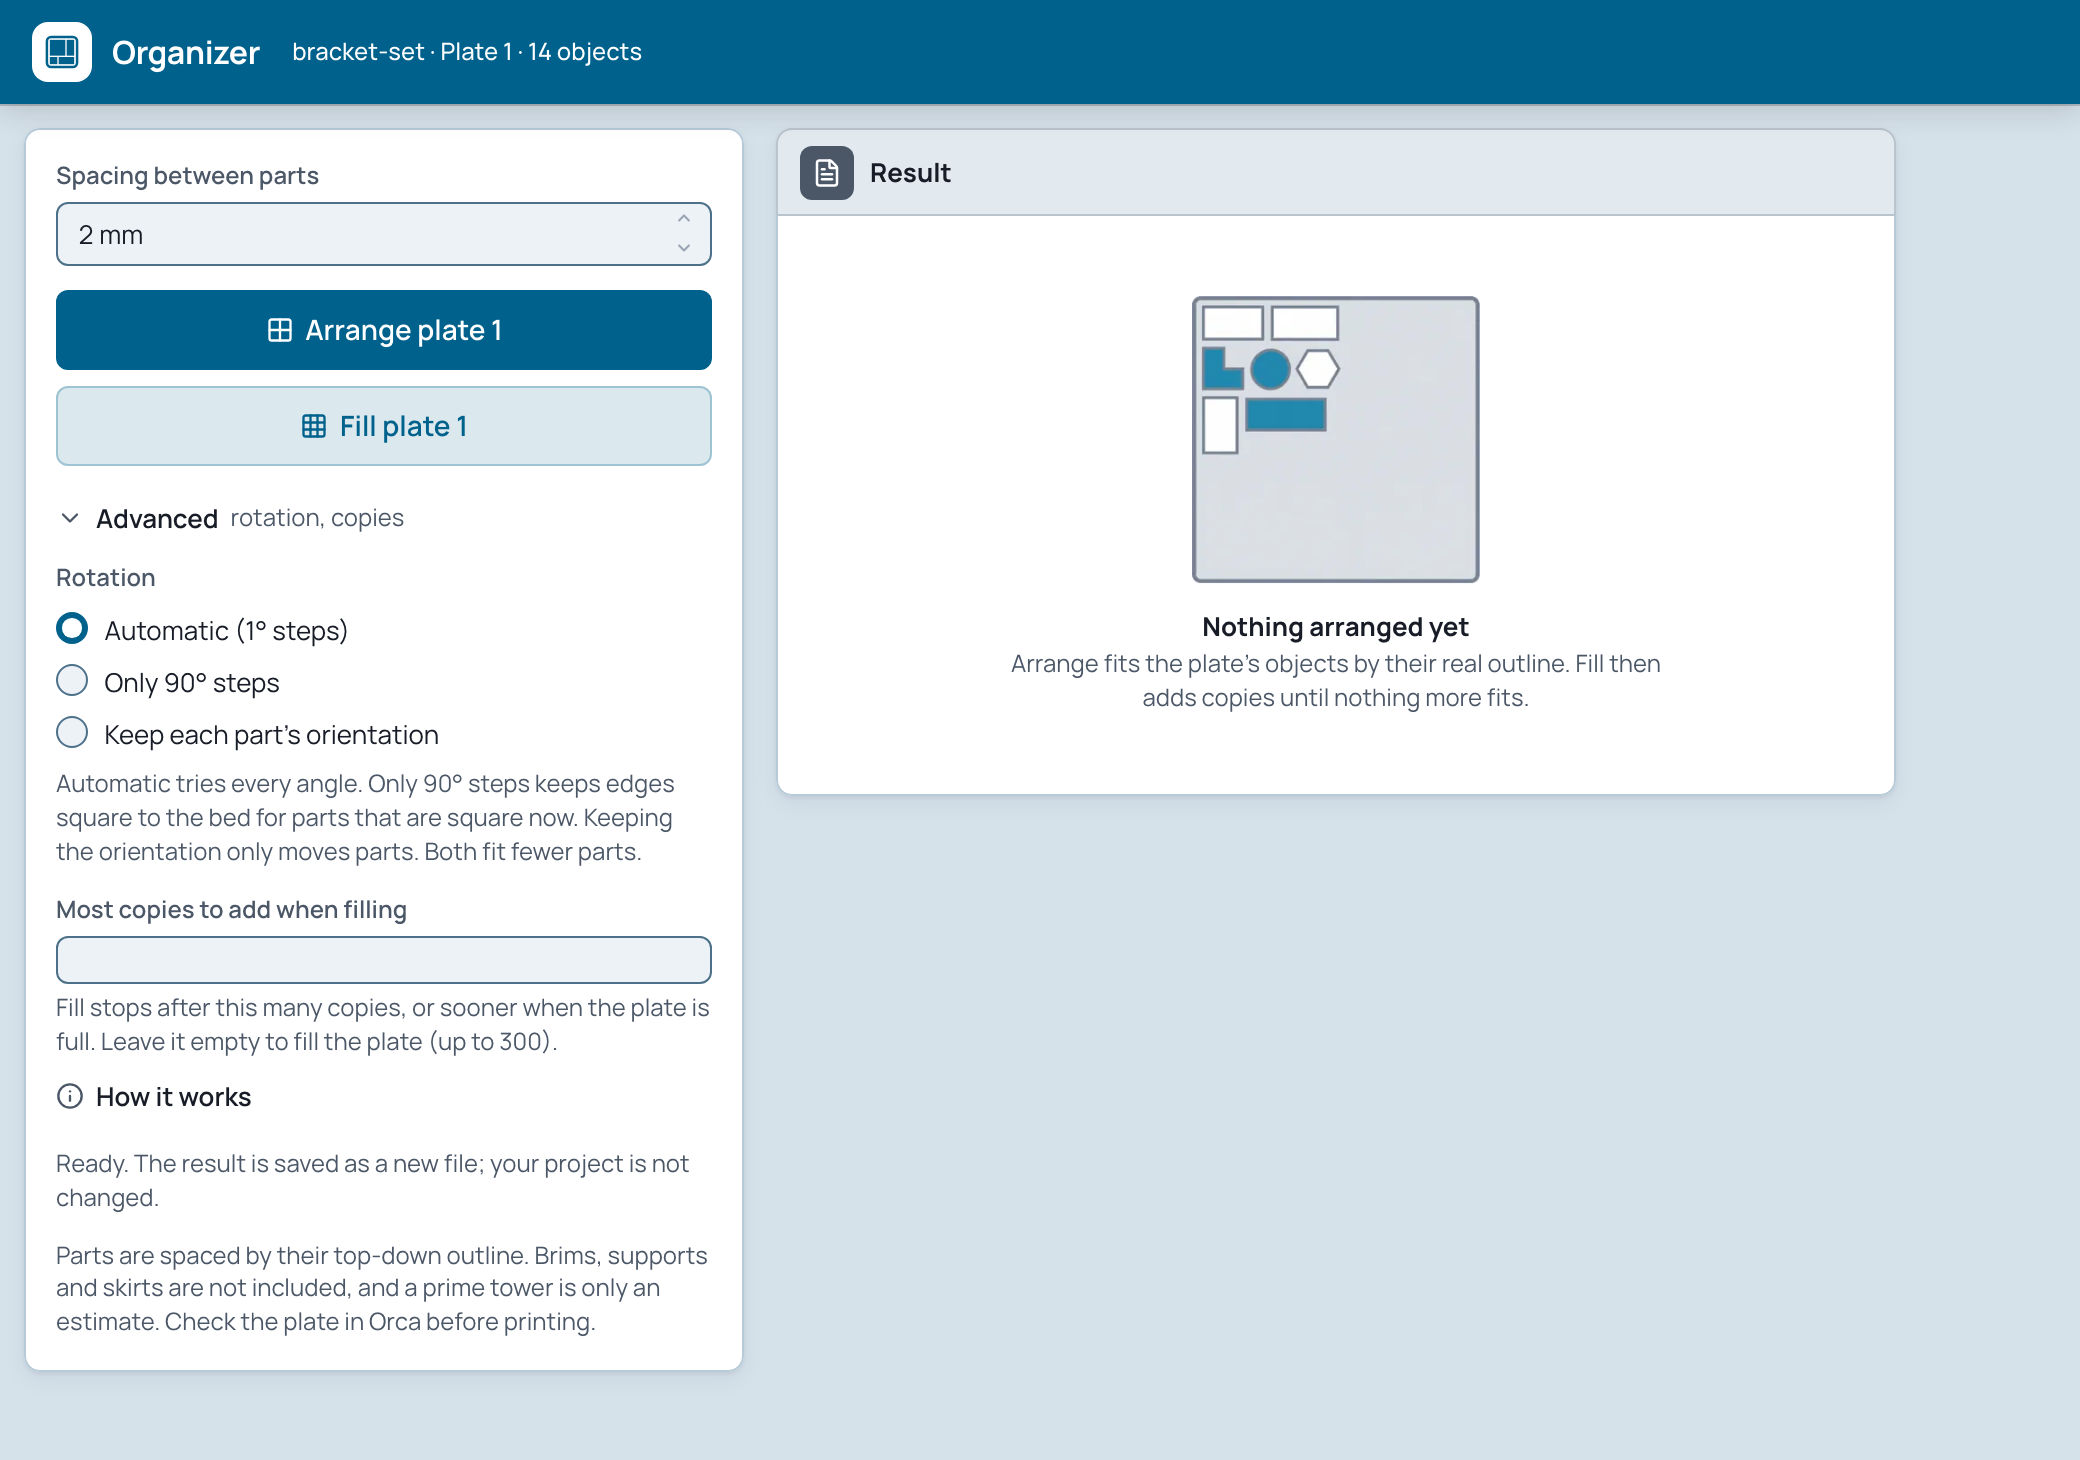 Organizer
bracket-set · Plate 1 · 14 objects
Spacing between parts
2 mm
Arrange plate 1
Fill plate 1
Advanced rotation, copies
Rotation
Automatic (1° steps)
Only 90° steps
Keep each part's orientation
Automatic tries every angle. Only 90° steps keeps edges
square to the bed for parts that are square now. Keeping
the orientation only moves parts. Both fit fewer parts.
Most copies to add when filling
Fill stops after this many copies, or sooner when the plate is
full. Leave it empty to fill the plate (up to 300).
How it works
Ready. The result is saved as a new file; your project is not
changed.
Parts are spaced by their top-down outline. Brims, supports
and skirts are not included, and a prime tower is only an
estimate. Check the plate in Orca before printing.
Result
Nothing arranged yet
Arrange fits the plate's objects by their real outline. Fill then
adds copies until nothing more fits.